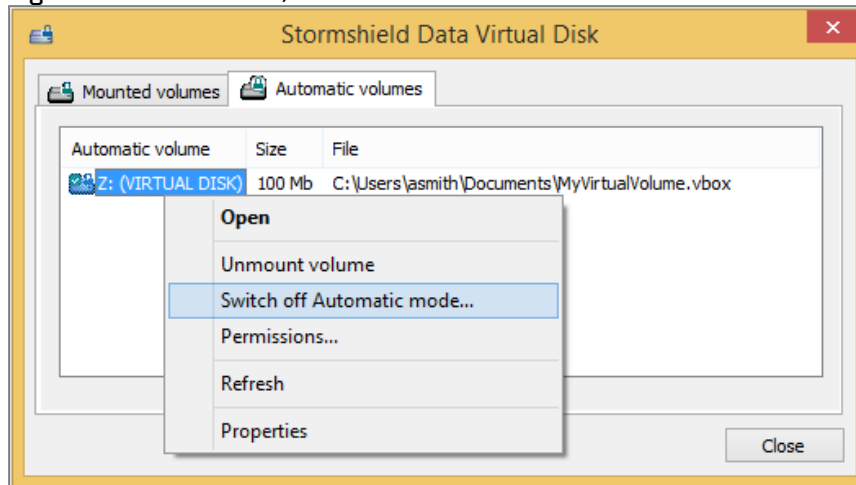 Stormshield Data Virtual Disk
Mounted volumes
Automatic volumes
Automatic volume Size File
Z: (VIRTUAL DISK) 100 Mb C:\Users\asmith\Documents\MyVirtualVolume.vbox
Open
Unmount volume
Switch off Automatic mode...
Permissions...
Refresh
Properties
Close